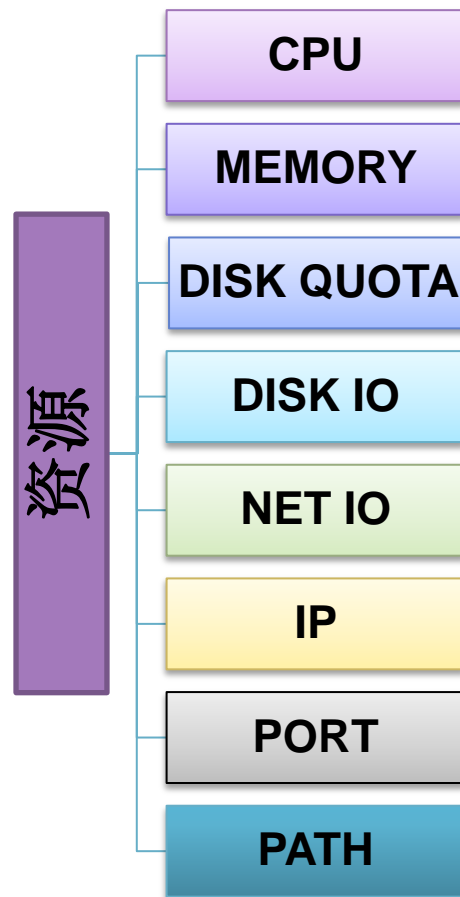 资源
CPU
MEMORY
DISK QUOTA
DISK IO
NET IO
IP
PORT
PATH